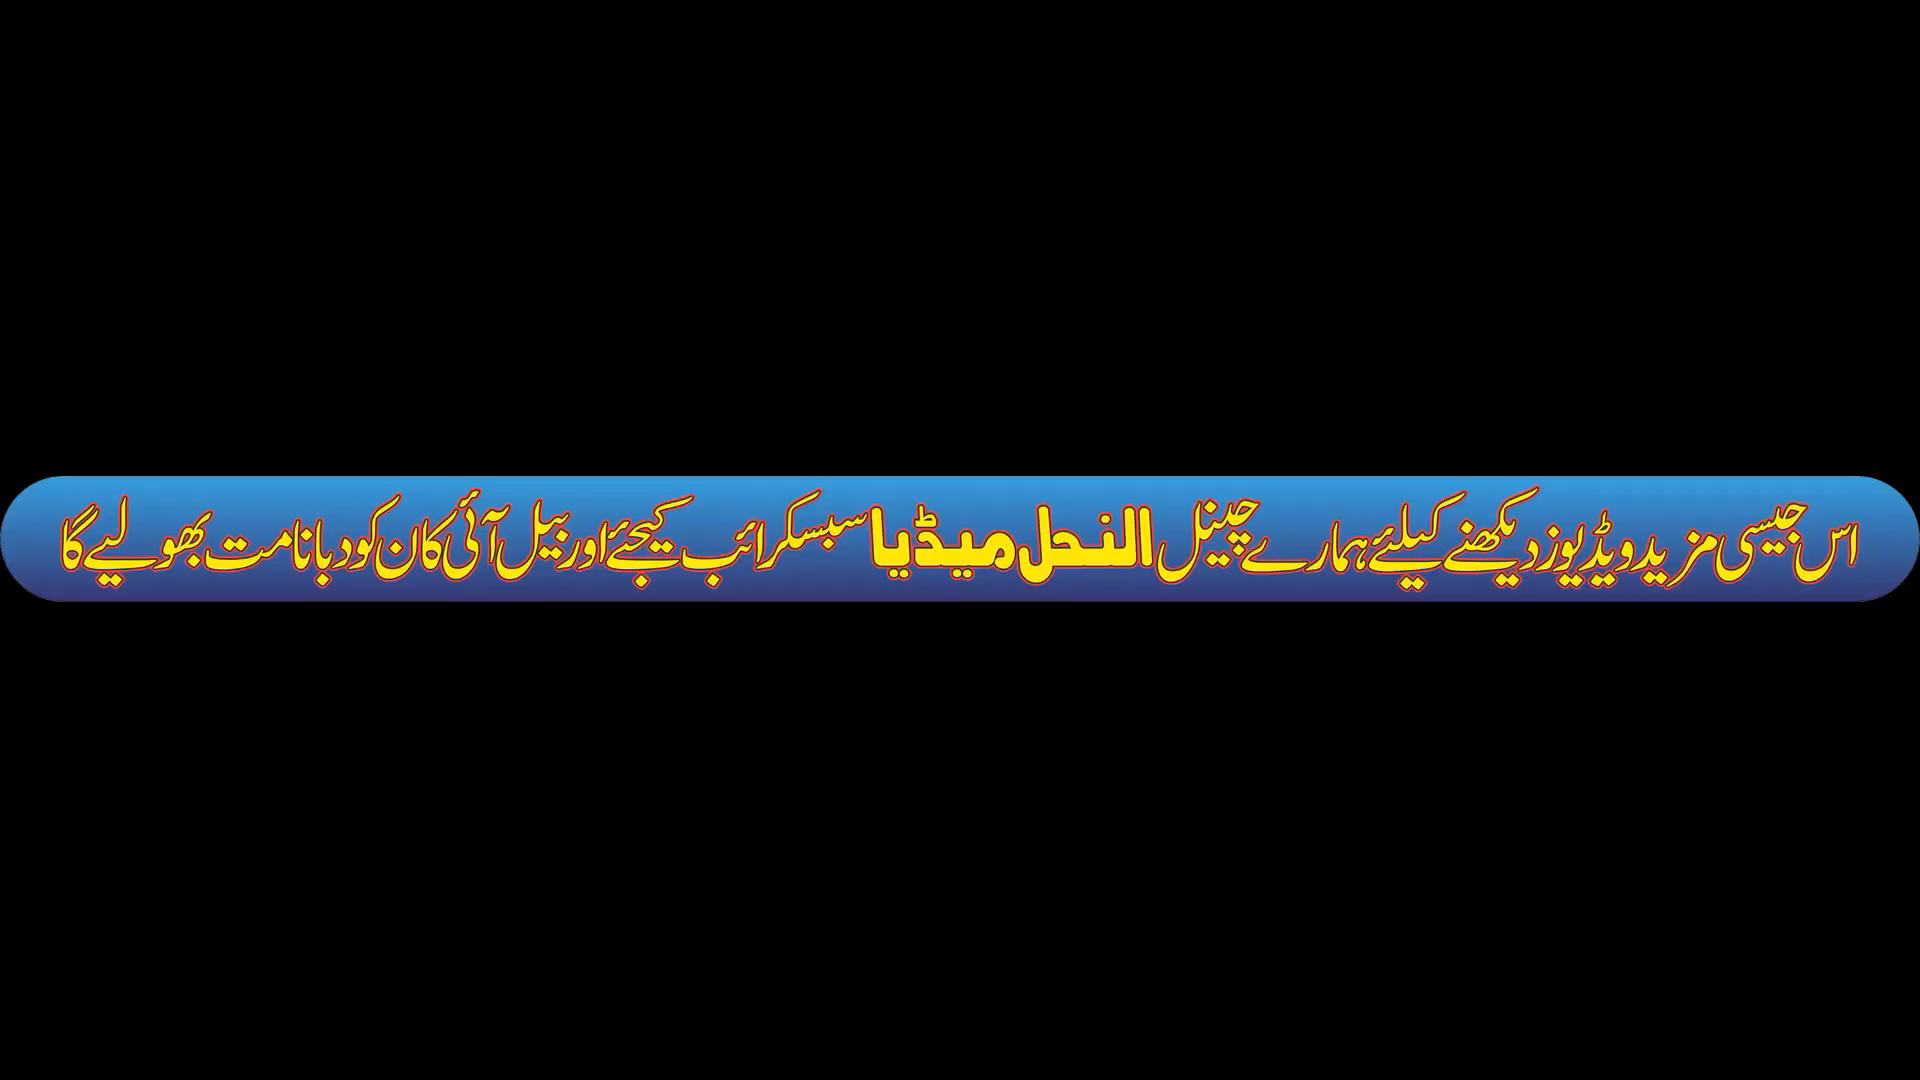 اس جیسی مزید ویڈیوز دیکھنے کیلئے ہمارے چینل النحل میڈیا سبسکرائب کیجئے اور بیل آئی کان کو دبانا مت بھولیے گا